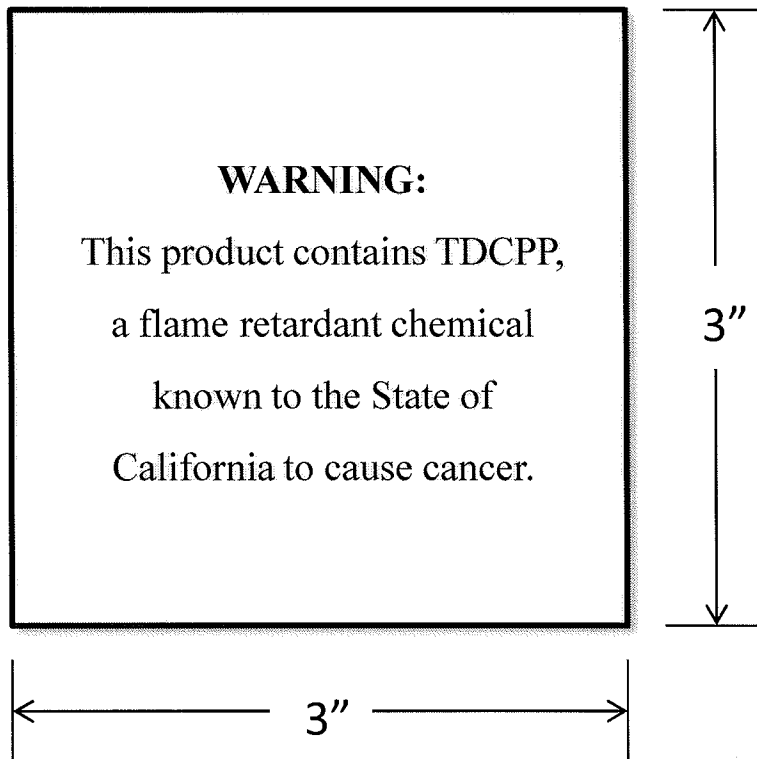 WARNING:
This product contains TDCPP,
a flame retardant chemical
known to the State of
California to cause cancer.
3”
3”